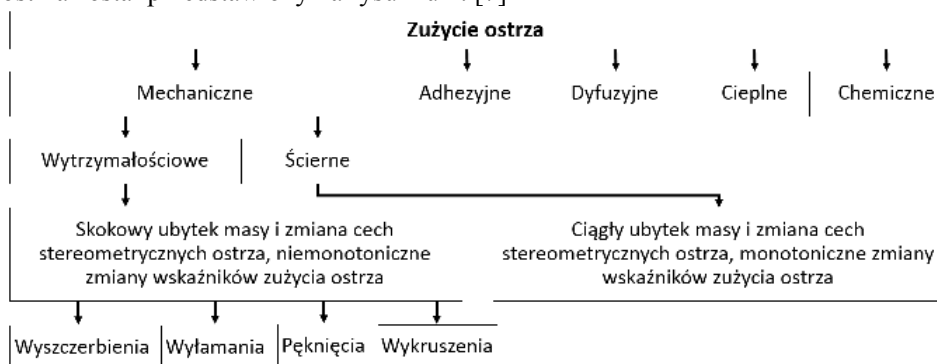 Zużycie ostrza
Mechaniczne Adhezyjne Dyfuzyjne Cieplne Chemiczne
Wytrzymałościowe Ścierne
Skokowy ubytek masy i zmiana cech
stereometrycznych ostrza, niemonotoniczne
zmiany wskaźników zużycia ostrza
Ciągły ubytek masy i zmiana cech
stereometrycznych ostrza, monotoniczne zmiany
wskaźników zużycia ostrza
Wyszczerbienia Wyłamania Pęknięcia Wykruszenia